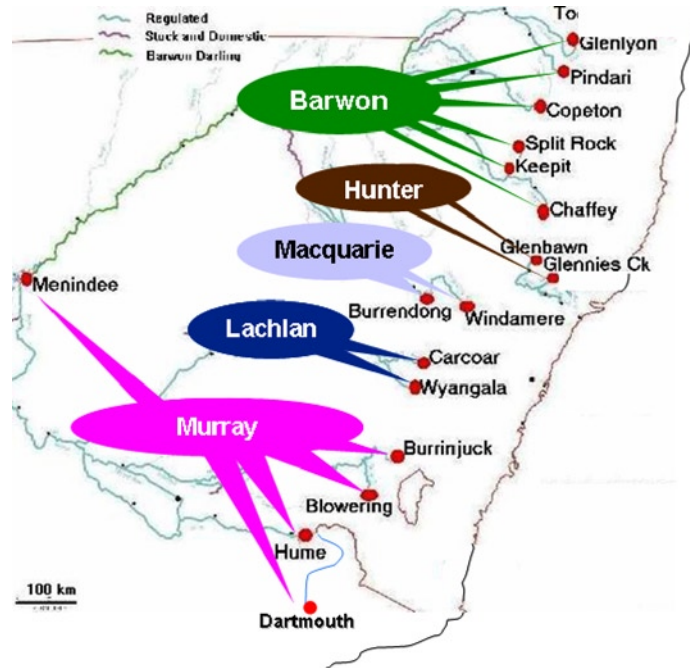 Regulated
Stock and Domestic
Barwon Darling
To
Glenlyon
Pindari
Barwon
Copeton
Split Rock
Keepit
Hunter
Chaffey
Macquarie
Glenbawn
Glennies Ck
Menindee
Burrendong
Windamere
Lachlan
Carcoar
Wyangala
Murray
Burrinjuck
Blowering
Hume
100 km
Dartmouth